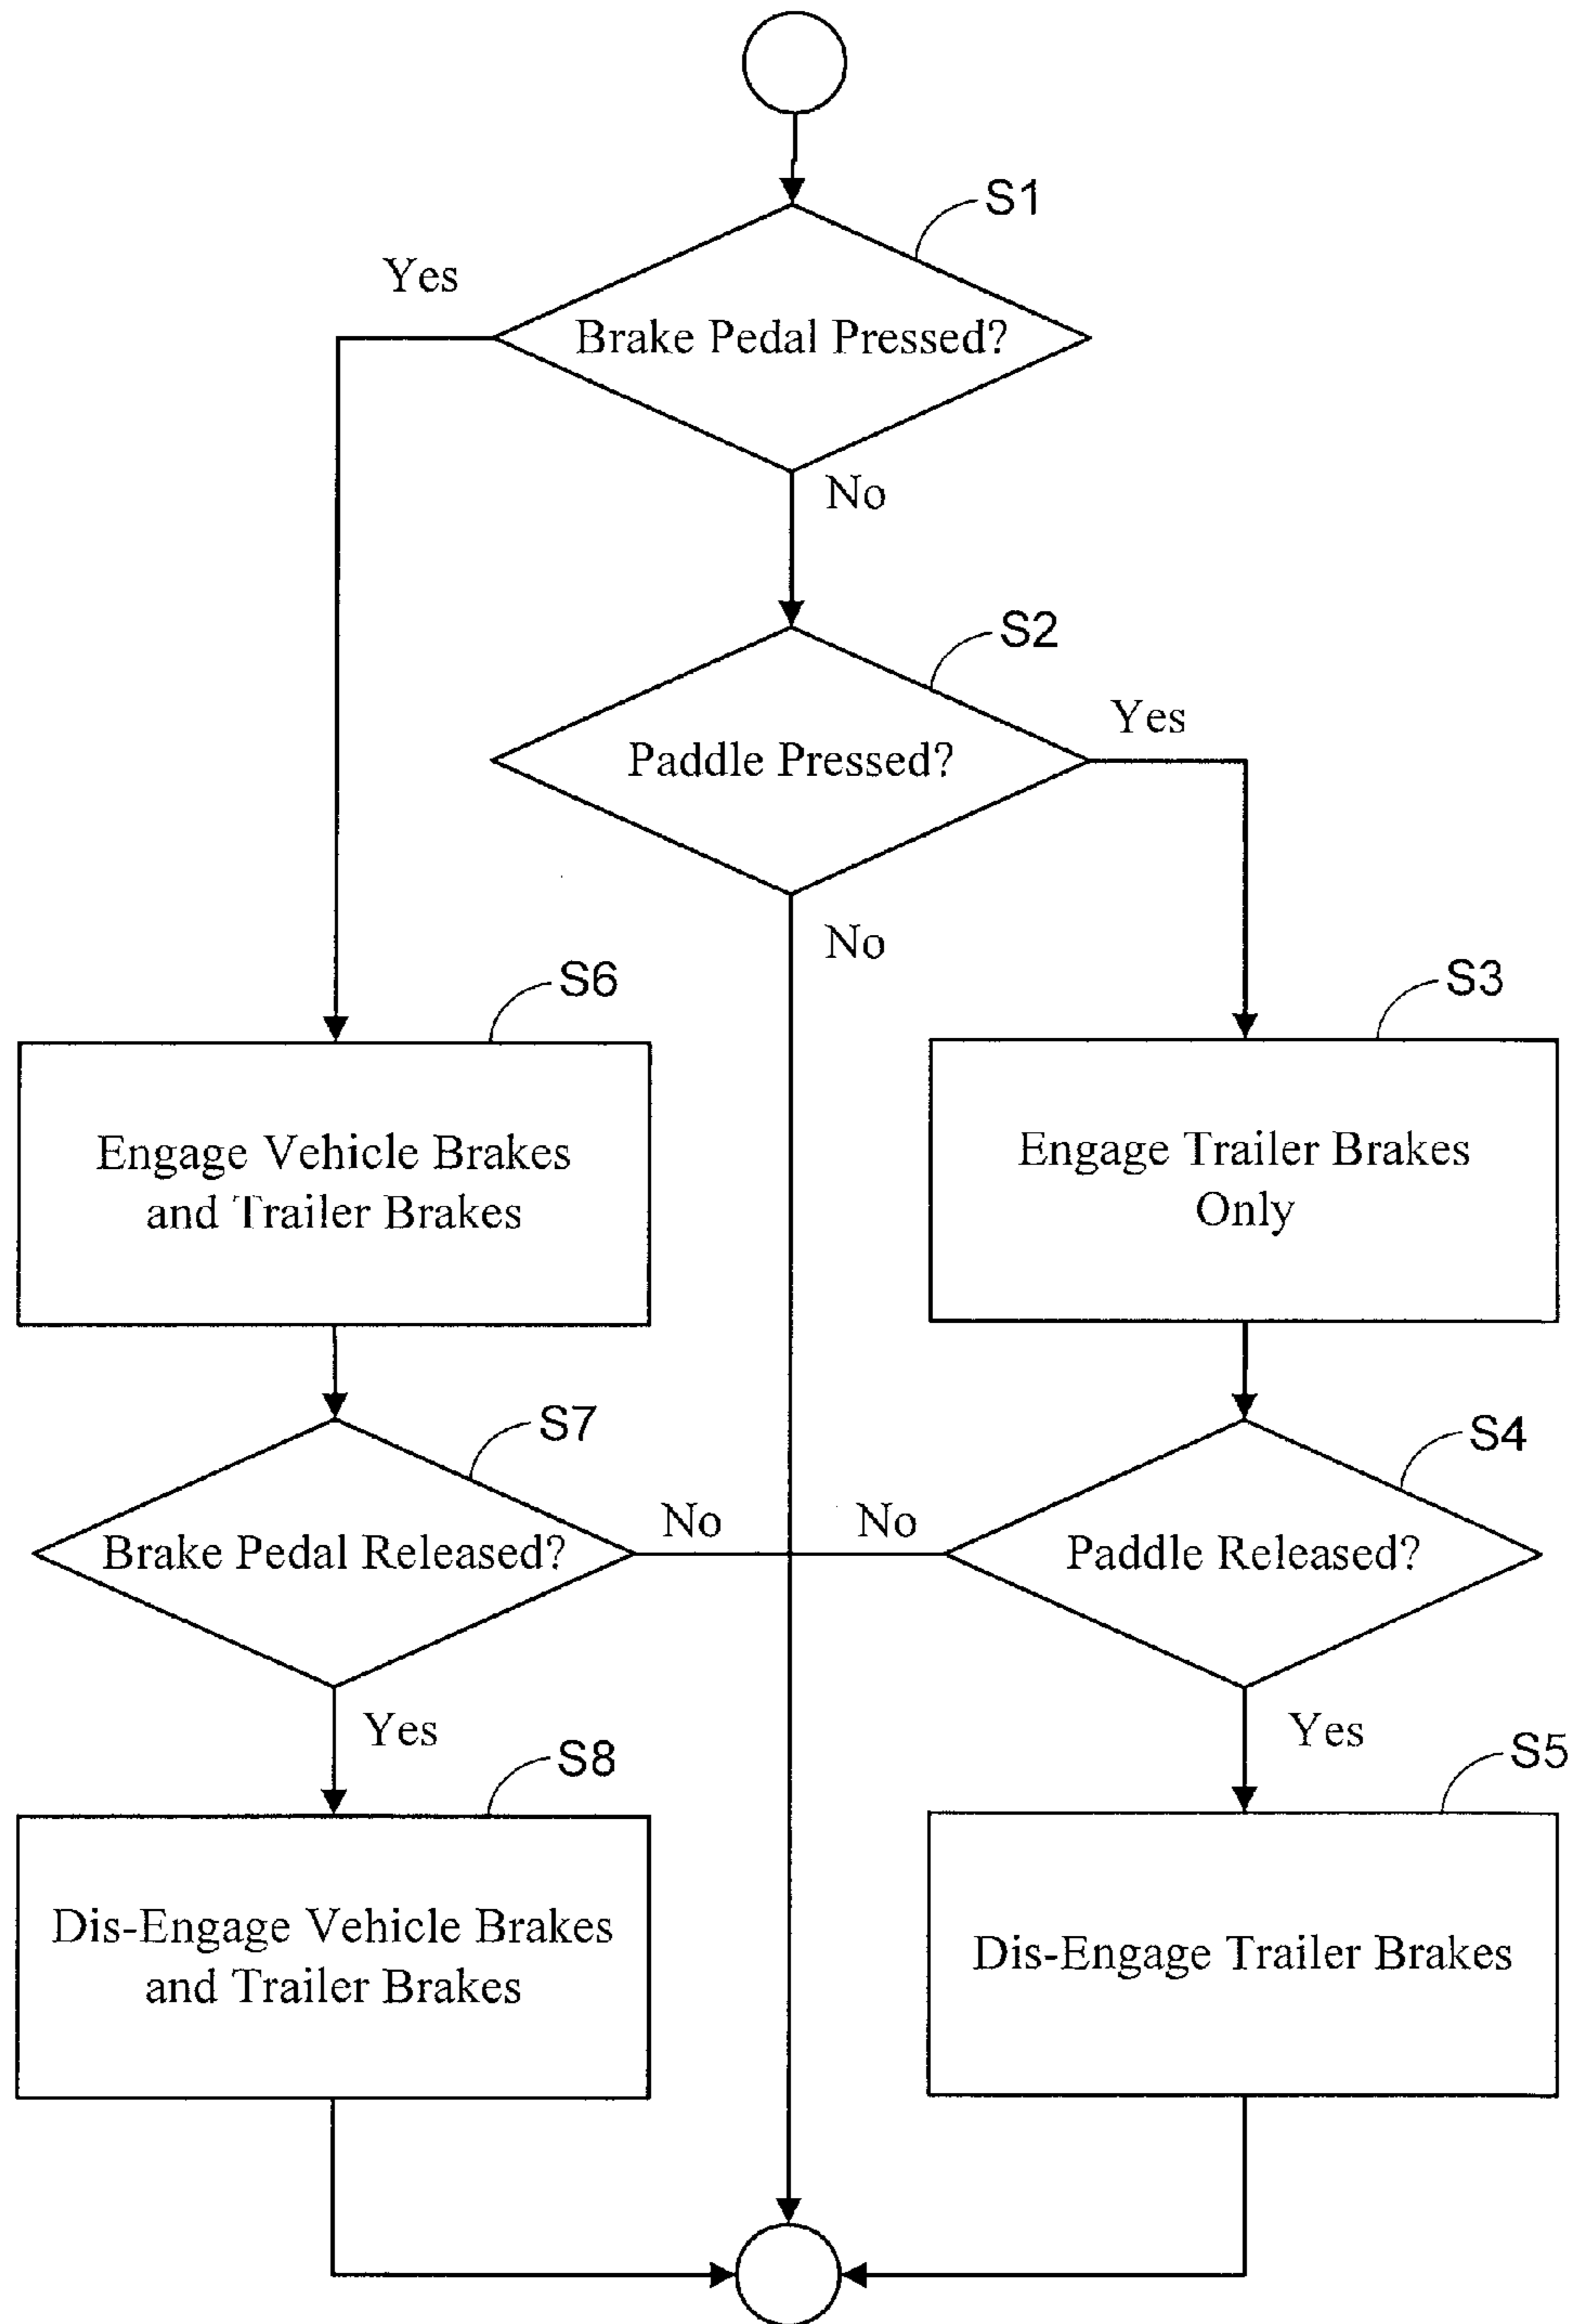 S1
Yes
Brake Pedal Pressed?
No
S2
Yes
Paddle Pressed?
No
S6
S3
Engage Vehicle Brakes
and Trailer Brakes
Engage Trailer Brakes
Only
S7
S4
No
No
Brake Pedal Released?
Paddle Released?
Yes
Yes
S8
S5
Dis-Engage Vehicle Brakes
and Trailer Brakes
Dis-Engage Trailer Brakes